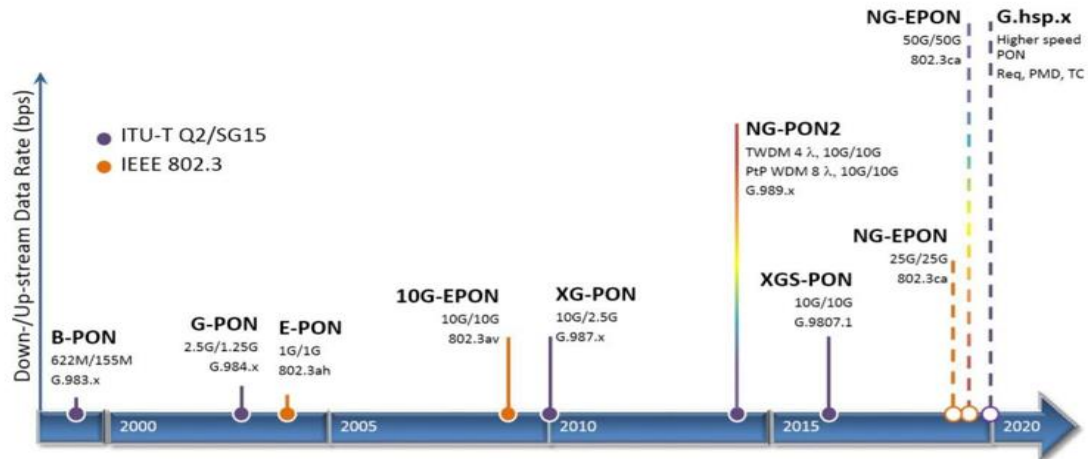 Down-/Up-stream Data Rate (bps)
ITU-T Q2/SG15
IEEE 802.3
B-PON
622M/155M
G.983.x
G-PON
2.5G/1.25G
G.984.x
E-PON
1G/1G
802.3ah
10G-EPON
10G/10G
802.3av
XG-PON
10G/2.5G
G.987.x
NG-PON2
TWDM 4 λ, 10G/10G
PtP WDM 8 λ, 10G/10G
G.989.x
XGS-PON
10G/10G
G.9807.1
NG-EPON
25G/25G
802.3ca
NG-EPON
50G/50G
802.3ca
G.hsp.x
Higher speed
PON
Req, PMD, TC
2000
2005
2010
2015
2020